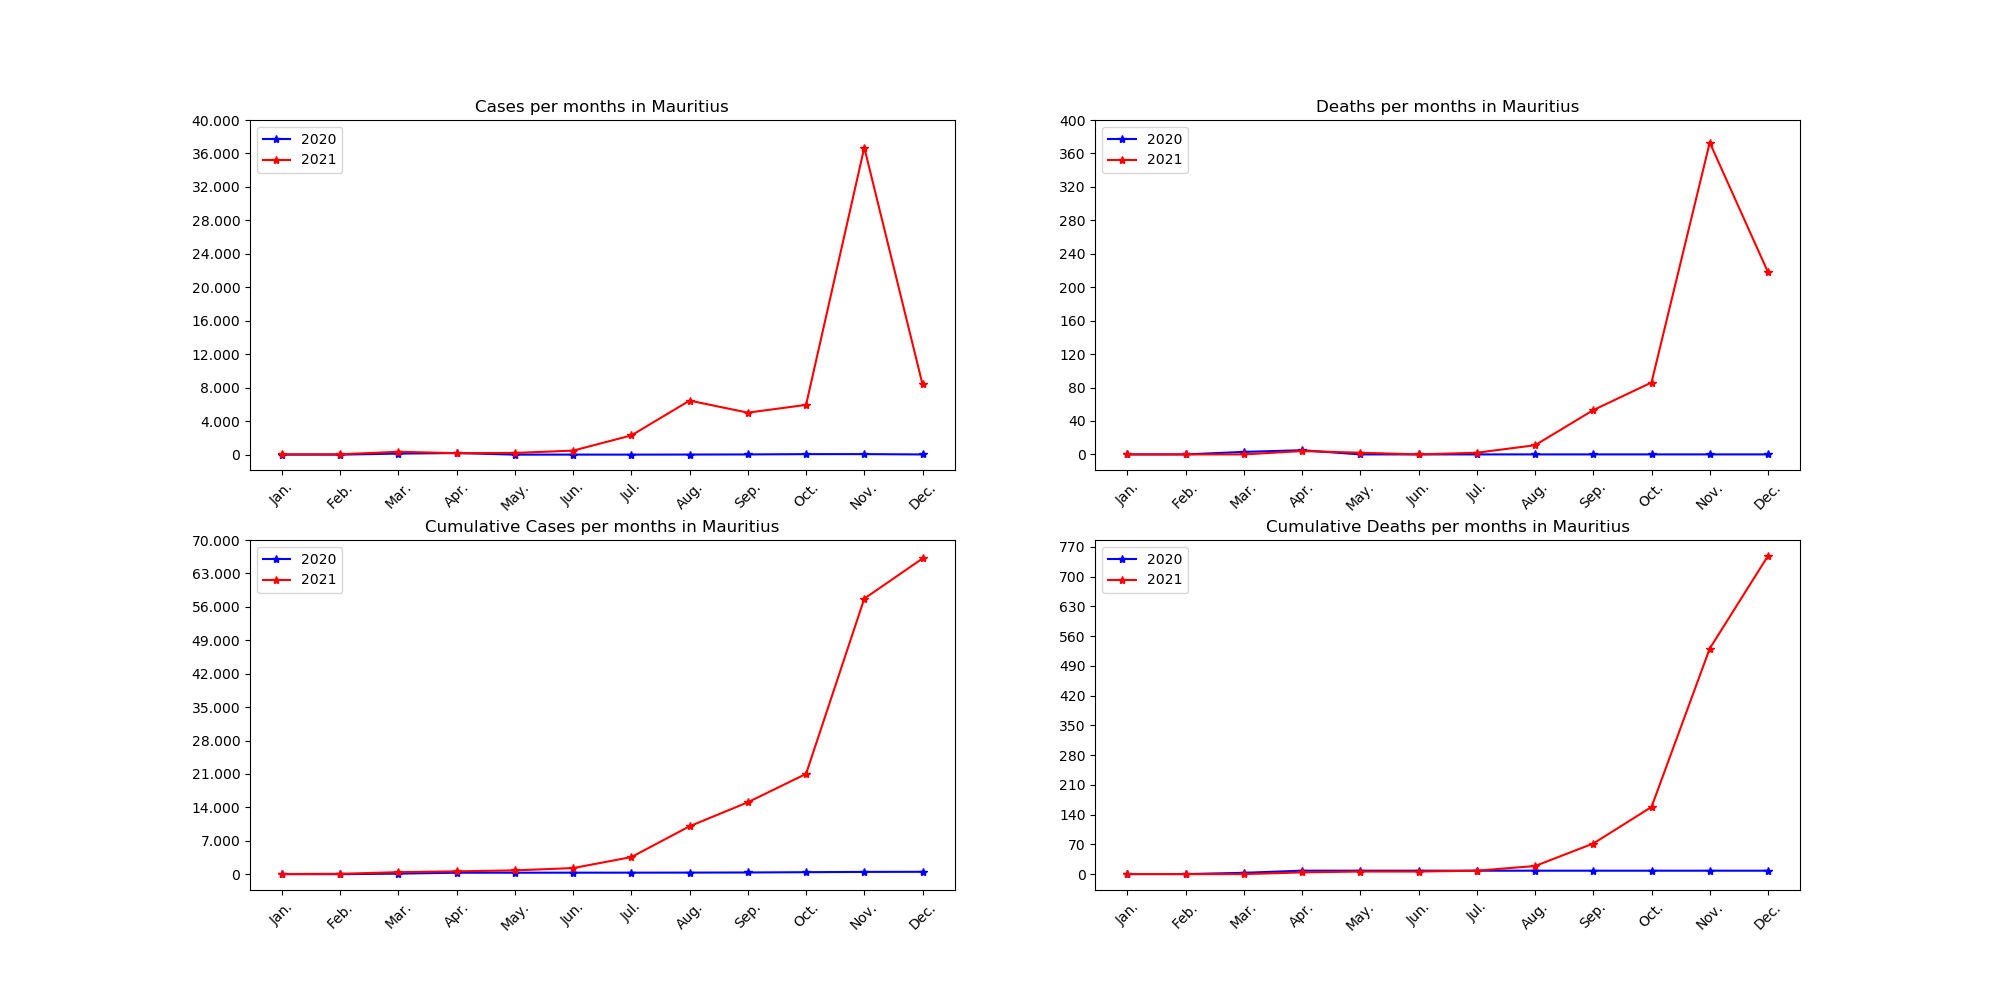 Cases per months in Mauritius
40.000
36.000
32.000
28.000
24.000
20.000
16.000
12.000
8.000
4.000
0
2020
2021
Jan.
Feb.
Mar.
Apr.
May.
Jun.
Jul.
Aug.
Sep.
Oct.
Nov.
Dec.
Deaths per months in Mauritius
400
360
320
280
240
200
160
120
80
40
0
2020
2021
Jan.
Feb.
Mar.
Apr.
May.
Jun.
Jul.
Aug.
Sep.
Oct.
Nov.
Dec.
Cumulative Cases per months in Mauritius
70.000
63.000
56.000
49.000
42.000
35.000
28.000
21.000
14.000
7.000
0
2020
2021
Jan.
Feb.
Mar.
Apr.
May.
Jun.
Jul.
Aug.
Sep.
Oct.
Nov.
Dec.
Cumulative Deaths per months in Mauritius
770
700
630
560
490
420
350
280
210
140
70
0
2020
2021
Jan.
Feb.
Mar.
Apr.
May.
Jun.
Jul.
Aug.
Sep.
Oct.
Nov.
Dec.